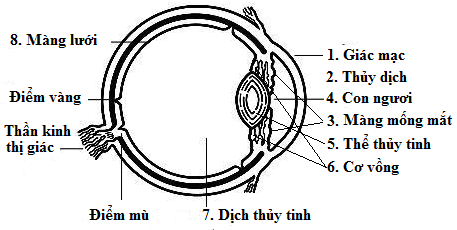 8. Màng lưới
Điểm vàng
Thần kinh
thị giác
Điểm mù
7. Dịch thủy tinh
1. Giác mạc
2. Thủy dịch
4. Con ngươi
3. Màng mống mắt
5. Thể thủy tinh
6. Cơ vồng